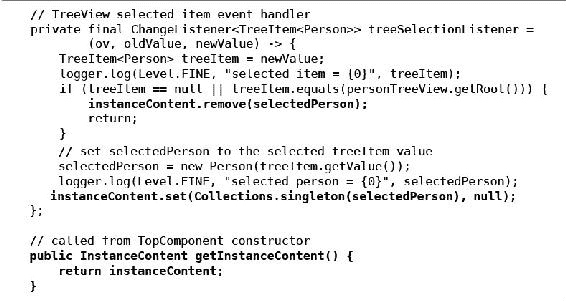 // TreeView selected item event handler
private final ChangeListener<TreeItem<Person>> treeSelectionListener =
(ov, oldValue, newValue) -> {
TreeItem<Person> treeItem = newValue;
logger.log(Level.FINE, "selected item = {0}", treeItem);
if (treeItem == null || treeItem.equals(personTreeView.getRoot())) {
instanceContent.remove(selectedPerson);
return;
}
// set selectedPerson to the selected treeItem value
selectedPerson = new Person(treeItem.getValue());
logger.log(Level.FINE, "selected person = {0}", selectedPerson);
instanceContent.set(Collections.singleton(selectedPerson), null);
};
// called from TopComponent constructor
public InstanceContent getInstanceContent() {
return instanceContent;
}